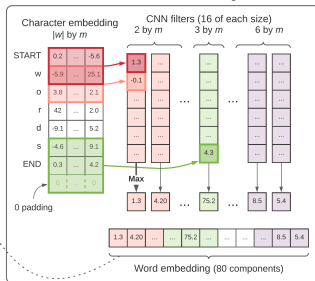 Character embedding
|w| by m
CNN filters (16 of each size)
2 by m 3 by m 6 by m
START 0.2 ... -5.6
w -5.9 ... 25.1
o 3.8 ... 2.1
r 42 ... 2.0
d -9.1 ... 5.2
s -4.6 ... 9.1
END 0.3 ... 4.2
0 ... 0
0 padding
1.3 ... ... ... ... ...
-0.1 ... ... ... ... ...
... ... ... ... ... ...
... ... ... ... ... ...
... ... ... ... ... ...
... ... 4.3 ... ...
Max
1.3 4.20 ... 75.2 ... 8.5 5.4
1.3 4.20 ... 75.2 ... ... ... 8.5 5.4
Word embedding (80 components)